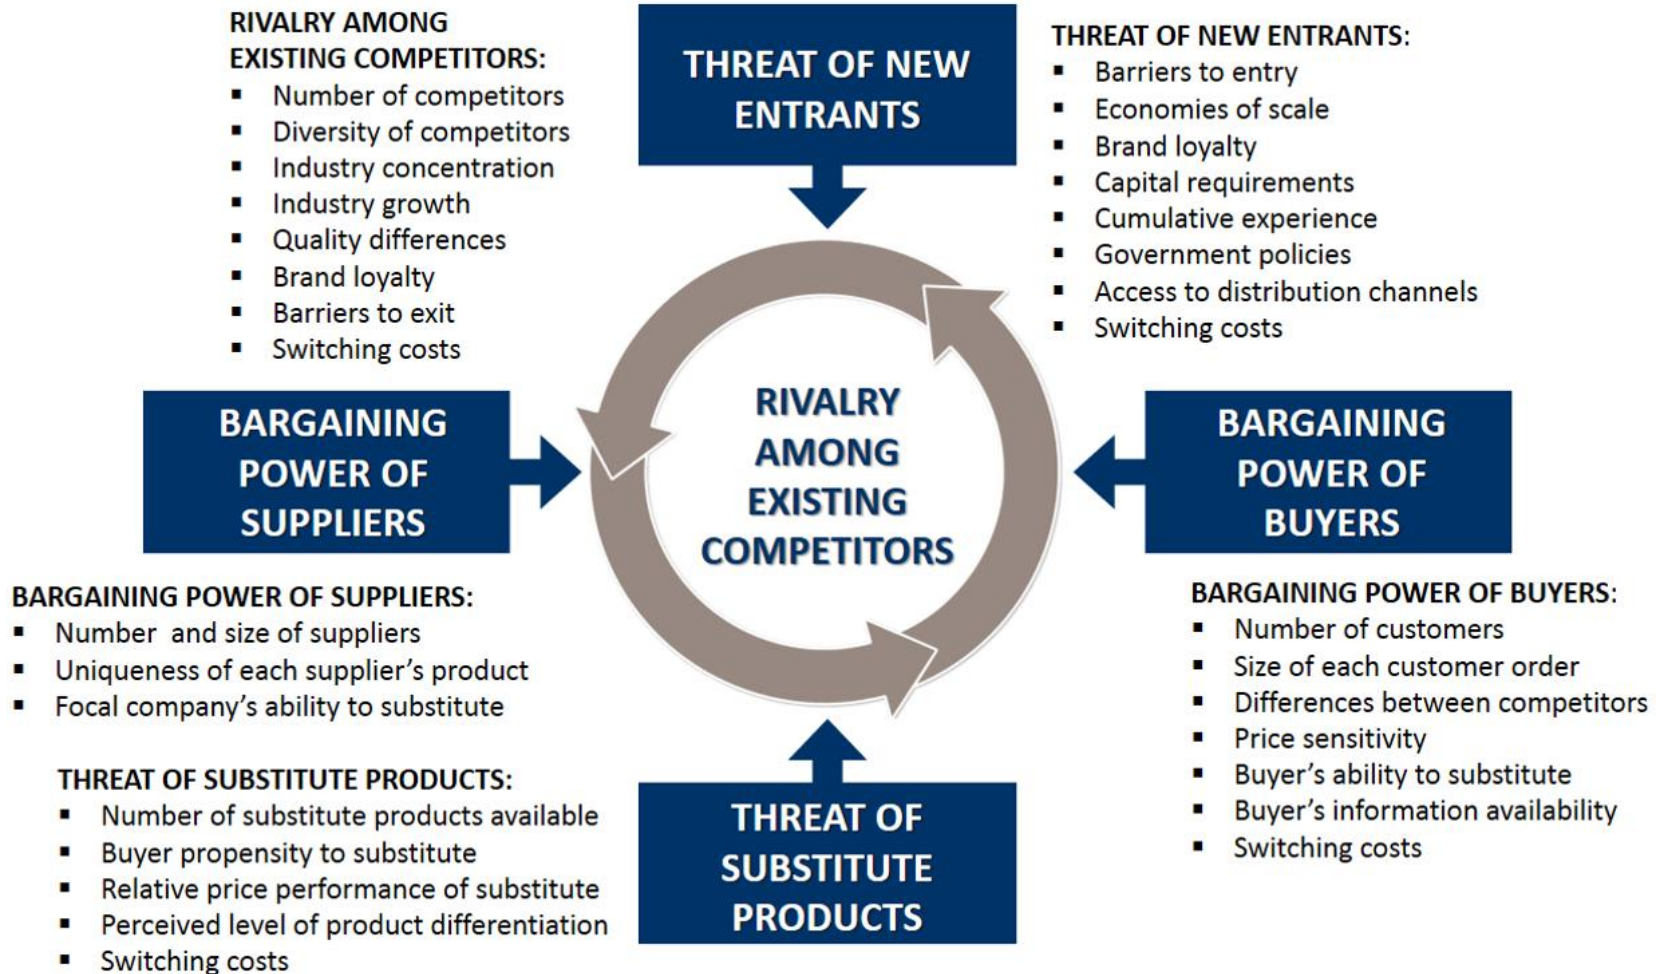 RIVALRY AMONG
EXISTING COMPETITORS:
▪ Number of competitors
▪ Diversity of competitors
▪ Industry concentration
▪ Industry growth
▪ Quality differences
▪ Brand loyalty
▪ Barriers to exit
▪ Switching costs
THREAT OF NEW
ENTRANTS
THREAT OF NEW ENTRANTS:
▪ Barriers to entry
▪ Economies of scale
▪ Brand loyalty
▪ Capital requirements
▪ Cumulative experience
▪ Government policies
▪ Access to distribution channels
▪ Switching costs
BARGAINING
POWER OF
SUPPLIERS
RIVALRY
AMONG
EXISTING
COMPETITORS
BARGAINING
POWER OF
BUYERS
BARGAINING POWER OF SUPPLIERS:
▪ Number and size of suppliers
▪ Uniqueness of each supplier’s product
▪ Focal company’s ability to substitute
BARGAINING POWER OF BUYERS:
▪ Number of customers
▪ Size of each customer order
▪ Differences between competitors
▪ Price sensitivity
▪ Buyer’s ability to substitute
▪ Buyer’s information availability
▪ Switching costs
THREAT OF SUBSTITUTE PRODUCTS:
▪ Number of substitute products available
▪ Buyer propensity to substitute
▪ Relative price performance of substitute
▪ Perceived level of product differentiation
▪ Switching costs
THREAT OF
SUBSTITUTE
PRODUCTS